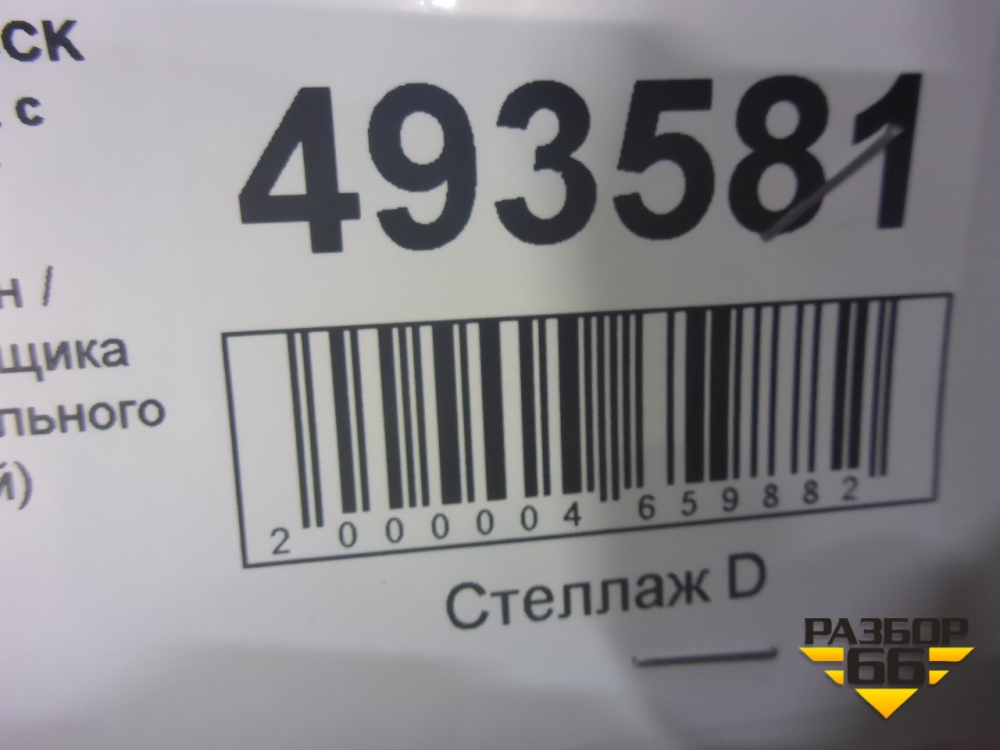 СК
с
493581
н /
щика
льного
й)
2 000004 659882
Стеллаж D
РАЗБОР
66